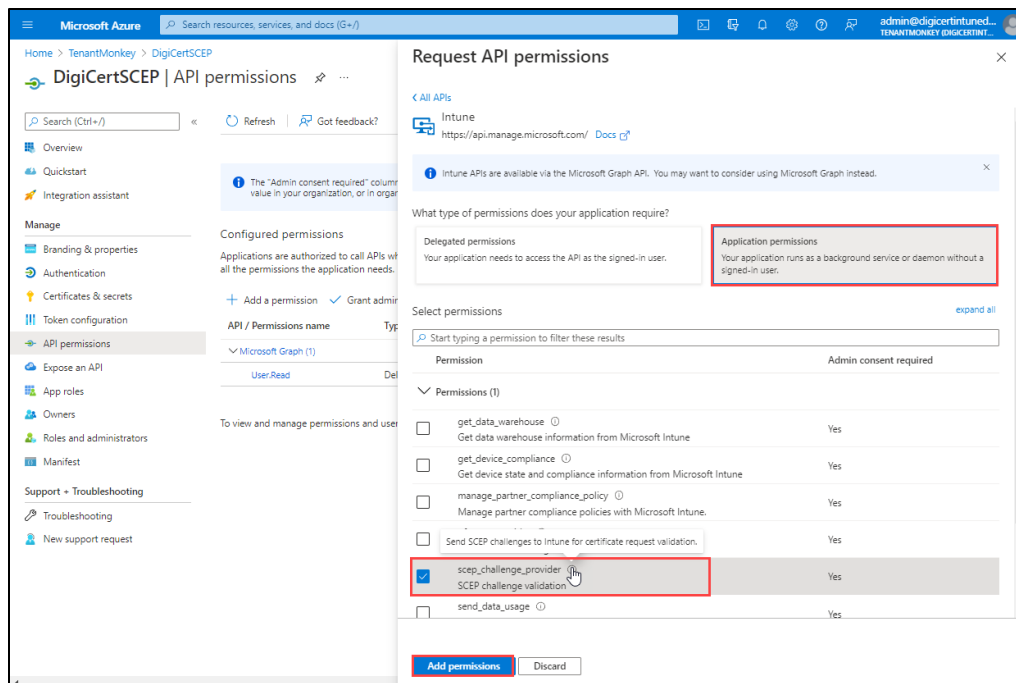 Microsoft Azure
Search resources, services, and docs (G+/)
admin@digicertintuned...
TENANTMONKEY (DIGICERTINT...
Home > TenantMonkey > DigiCertSCEP
DigiCertSCEP | API permissions
Search (Ctrl+/)
Overview
Quickstart
Integration assistant
Manage
Branding & properties
Authentication
Certificates & secrets
Token configuration
API permissions
Expose an API
App roles
Owners
Roles and administrators
Manifest
Support + Troubleshooting
Troubleshooting
New support request
Refresh
Got feedback?
The "Admin consent required" column
value in your organization, or in organ
Configured permissions
Applications are authorized to call APIs wh
all the permissions the application needs.
Add a permission
Grant admin
API / Permissions name
Typ
Microsoft Graph (1)
User.Read
Del
To view and manage permissions and user
Request API permissions
All APIs
Intune
https://api.manage.microsoft.com/ Docs
Intune APIs are available via the Microsoft Graph API. You may want to consider using Microsoft Graph instead.
What type of permissions does your application require?
Delegated permissions
Your application needs to access the API as the signed-in user.
Application permissions
Your application runs as a background service or daemon without a
signed-in user.
Select permissions
expand all
Start typing a permission to filter these results
Permission
Admin consent required
Permissions (1)
get_data_warehouse
Get data warehouse information from Microsoft Intune
Yes
get_device_compliance
Get device state and compliance information from Microsoft Intune
Yes
manage_partner_compliance_policy
Manage partner compliance policies with Microsoft Intune.
Yes
Send SCEP challenges to Intune for certificate request validation.
Yes
scep_challenge_provider
SCEP challenge validation
Yes
send_data_usage
Yes
Add permissions
Discard